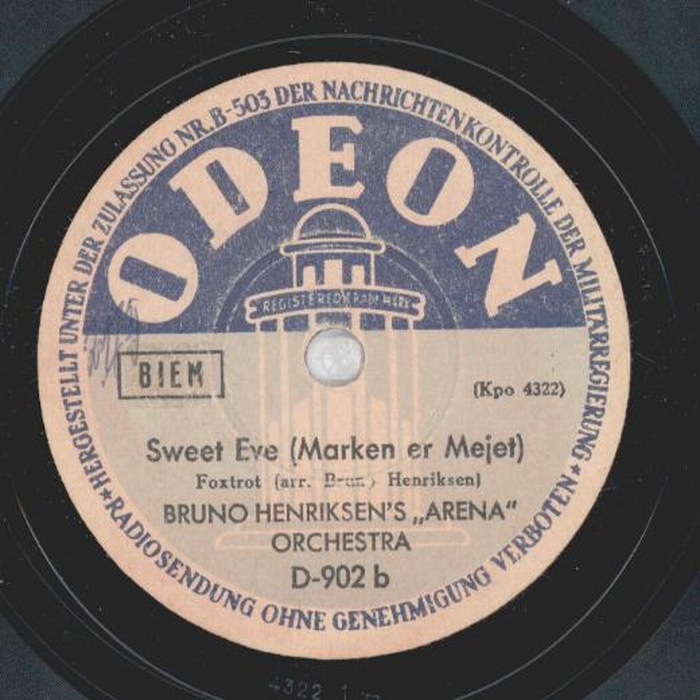 HERGESTELLT UNTER DER ZULASSUNG NR. B-503 DER NACHRICHTENKONTROLLE DER MILITÄRREGIERUNG
ODEON
REGISTERED TRADE MARK
BIEM
(Kpo 4322)
Sweet Eve (Marken er Mejet)
Foxtrot (arr. Henriksen)
BRUNO HENRIKSEN'S „ARENA“
ORCHESTRA
D-902 b
★ RADIOSENDUNG OHNE GENEHMIGUNG VERBOTEN ★
4322 1